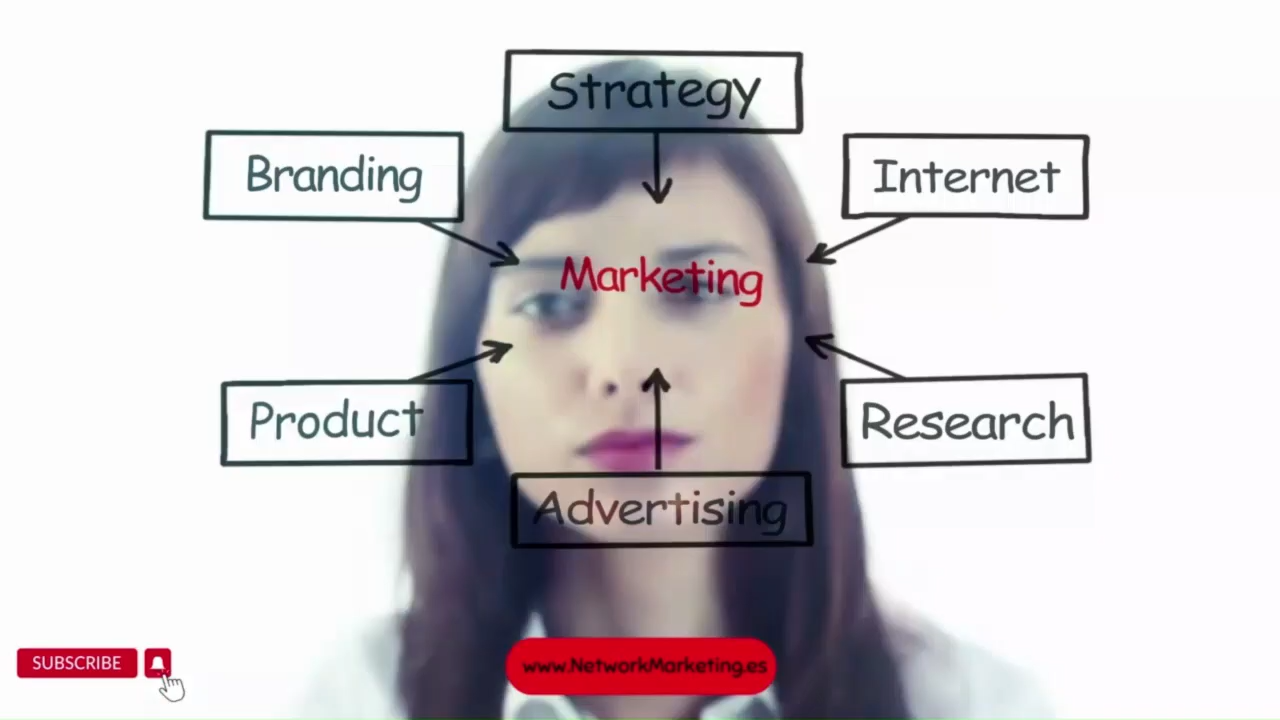 Strategy
Branding
Internet
Marketing
Product
Research
Advertising
SUBSCRIBE
www.NetworkMarketing.es